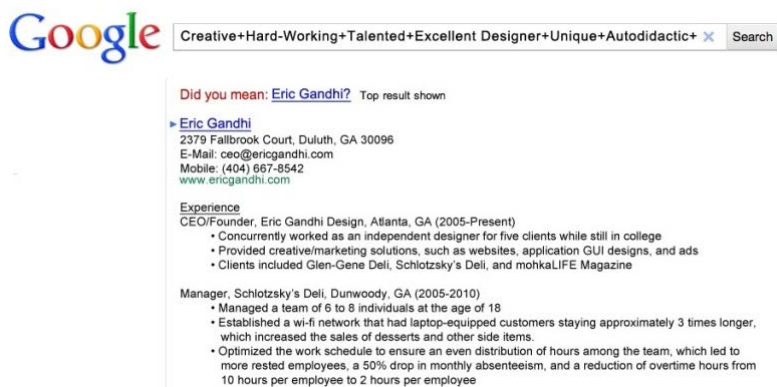 Google
Creative+Hard-Working+Talented+Excellent Designer+Unique+Autodidactic+ × Search
Did you mean: Eric Gandhi? Top result shown
Eric Gandhi
2379 Fallbrook Court, Duluth, GA 30096
E-Mail: ceo@ericgandhi.com
Mobile: (404) 667-8542
www.ericgandhi.com
Experience
CEO/Founder, Eric Gandhi Design, Atlanta, GA (2005-Present)
• Concurrently worked as an independent designer for five clients while still in college
• Provided creative/marketing solutions, such as websites, application GUI designs, and ads
• Clients included Glen-Gene Deli, Schlotzsky's Deli, and mohkaLIFE Magazine
Manager, Schlotzsky's Deli, Dunwoody, GA (2005-2010)
• Managed a team of 6 to 8 individuals at the age of 18
• Established a wi-fi network that had laptop-equipped customers staying approximately 3 times longer,
which increased the sales of desserts and other side items.
• Optimized the work schedule to ensure an even distribution of hours among the team, which led to
more rested employees, a 50% drop in monthly absenteeism, and a reduction of overtime hours from
10 hours per employee to 2 hours per employee